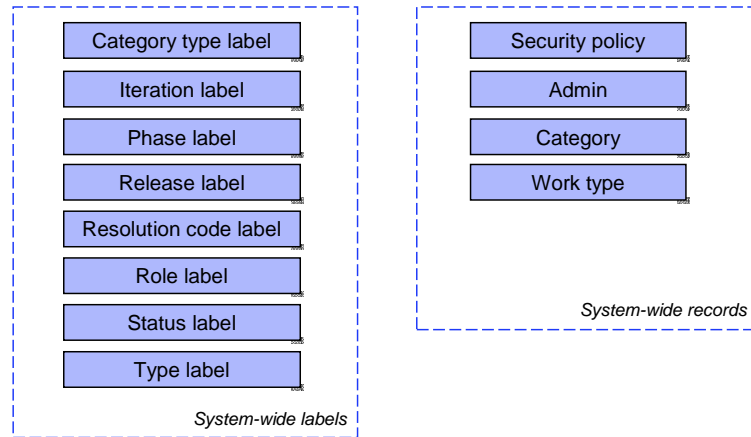 Category type label
Iteration label
Phase label
Release label
Resolution code label
Role label
Status label
Type label
System-wide labels
Security policy
Admin
Category
Work type
System-wide records